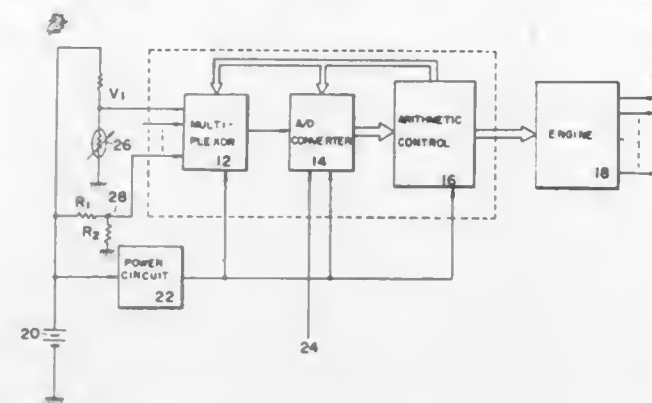 V1
MULTI-
PLEXOR
12
A/D
CONVERTER
14
ARITHMETIC
CONTROL
16
ENGINE
18
26
28
R1
R2
POWER
CIRCUIT
22
20
24